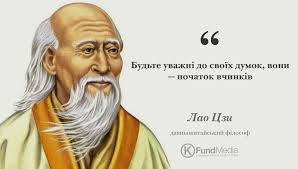 “
Будьте уважні до своїх думок, вони
— початок вчинків
Лао Цзи
давньокитайський філософ
K FundMedia